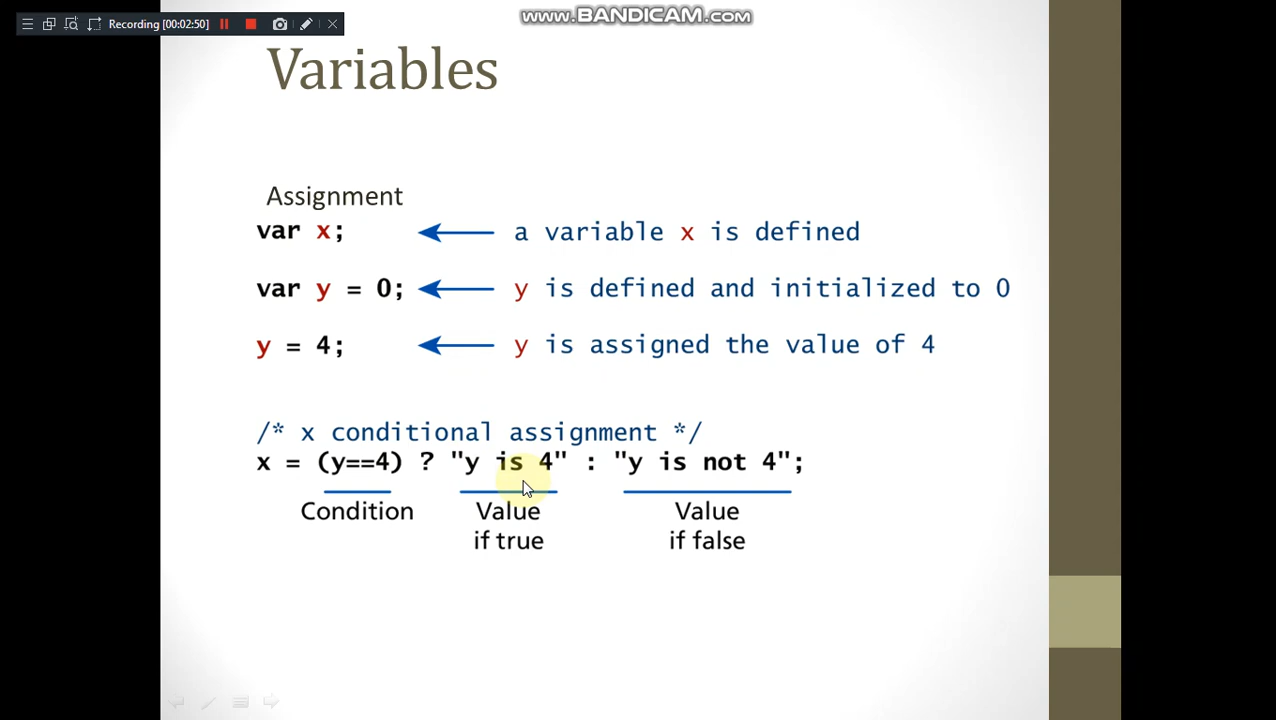 www.BANDICAM.com
Recording [00:02:50]
Variables
Assignment
var x; a variable x is defined
var y = 0; y is defined and initialized to 0
y = 4; y is assigned the value of 4
/* x conditional assignment */
x = (y==4) ? "y is 4" : "y is not 4";
Condition Value if true Value if false